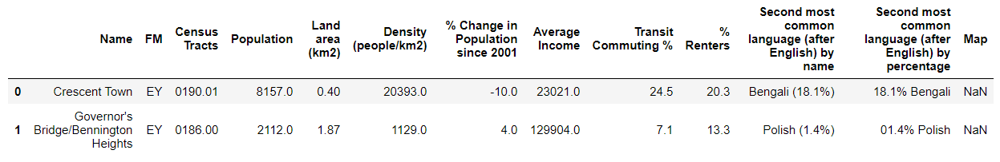 Name FM Census Tracts Population Land area (km2) Density (people/km2) % Change in Population since 2001 Average Income Transit Commuting % % Renters Second most common language (after English) by name Second most common language (after English) by percentage Map
0 Crescent Town EY 0190.01 8157.0 0.40 20393.0 -10.0 23021.0 24.5 20.3 Bengali (18.1%) 18.1% Bengali NaN
1 Governor's Bridge/Bennington Heights EY 0186.00 2112.0 1.87 1129.0 4.0 129904.0 7.1 13.3 Polish (1.4%) 01.4% Polish NaN